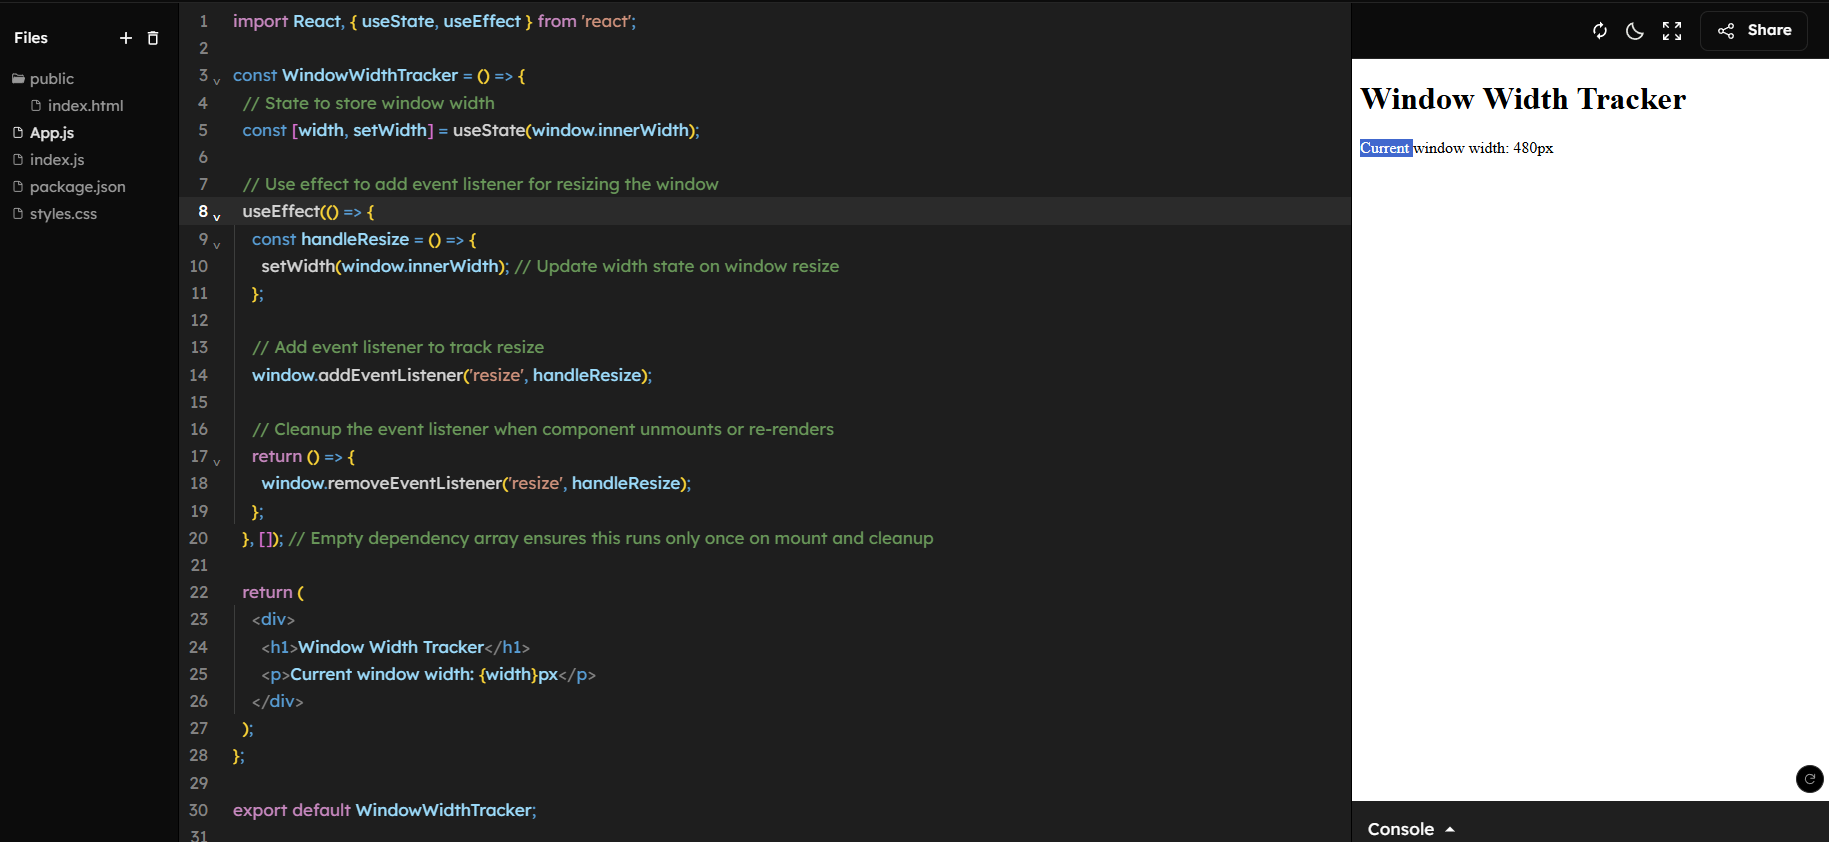 Files
public
index.html
App.js
index.js
package.json
styles.css
1 import React, { useState, useEffect } from 'react';
2
3 const WindowWidthTracker = () => {
4 // State to store window width
5 const [width, setWidth] = useState(window.innerWidth);
6
7 // Use effect to add event listener for resizing the window
8 useEffect(() => {
9 const handleResize = () => {
10 setWidth(window.innerWidth); // Update width state on window resize
11 };
12
13 // Add event listener to track resize
14 window.addEventListener('resize', handleResize);
15
16 // Cleanup the event listener when component unmounts or re-renders
17 return () => {
18 window.removeEventListener('resize', handleResize);
19 };
20 }, []); // Empty dependency array ensures this runs only once on mount and cleanup
21
22 return (
23 <div>
24 <h1>Window Width Tracker</h1>
25 <p>Current window width: {width}px</p>
26 </div>
27 );
28 };
29
30 export default WindowWidthTracker;
31
Share
Window Width Tracker
Current window width: 480px
Console